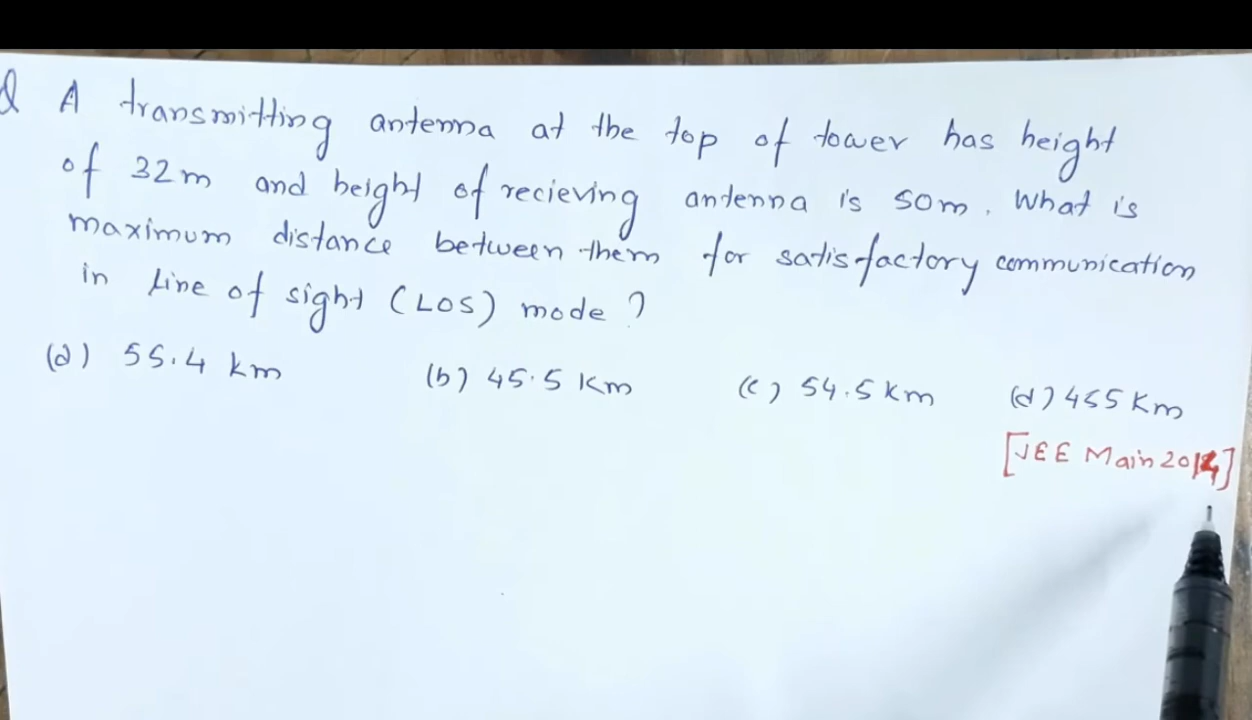 Q A transmitting antenna at the top of tower has height
of 32m and height of recieving antenna is 50m. What is
maximum distance between them for satisfactory communication
in Line of sight (LOS) mode ?
(a) 55.4 km (b) 45.5 Km (c) 54.5 Km (d) 455 Km
[JEE Main 2014]